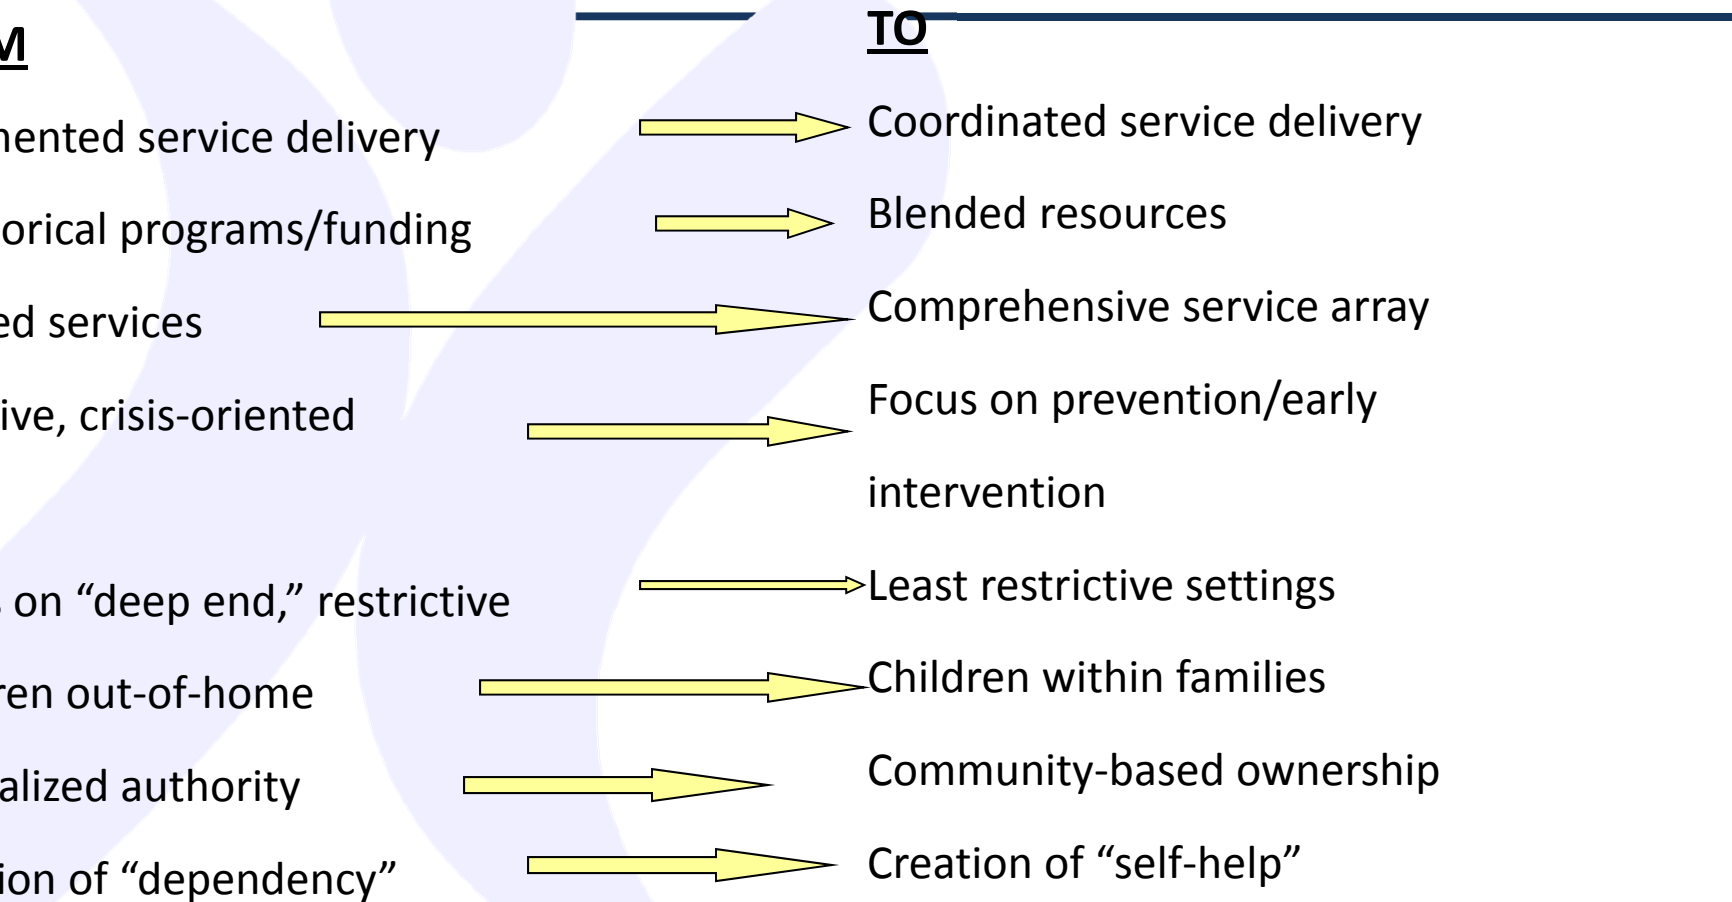 M
TO
mented service delivery
Coordinated service delivery
orical programs/funding
Blended resources
ed services
Comprehensive service array
ive, crisis-oriented
Focus on prevention/early
intervention
s on “deep end,” restrictive
Least restrictive settings
ren out-of-home
Children within families
alized authority
Community-based ownership
ion of “dependency”
Creation of “self-help”